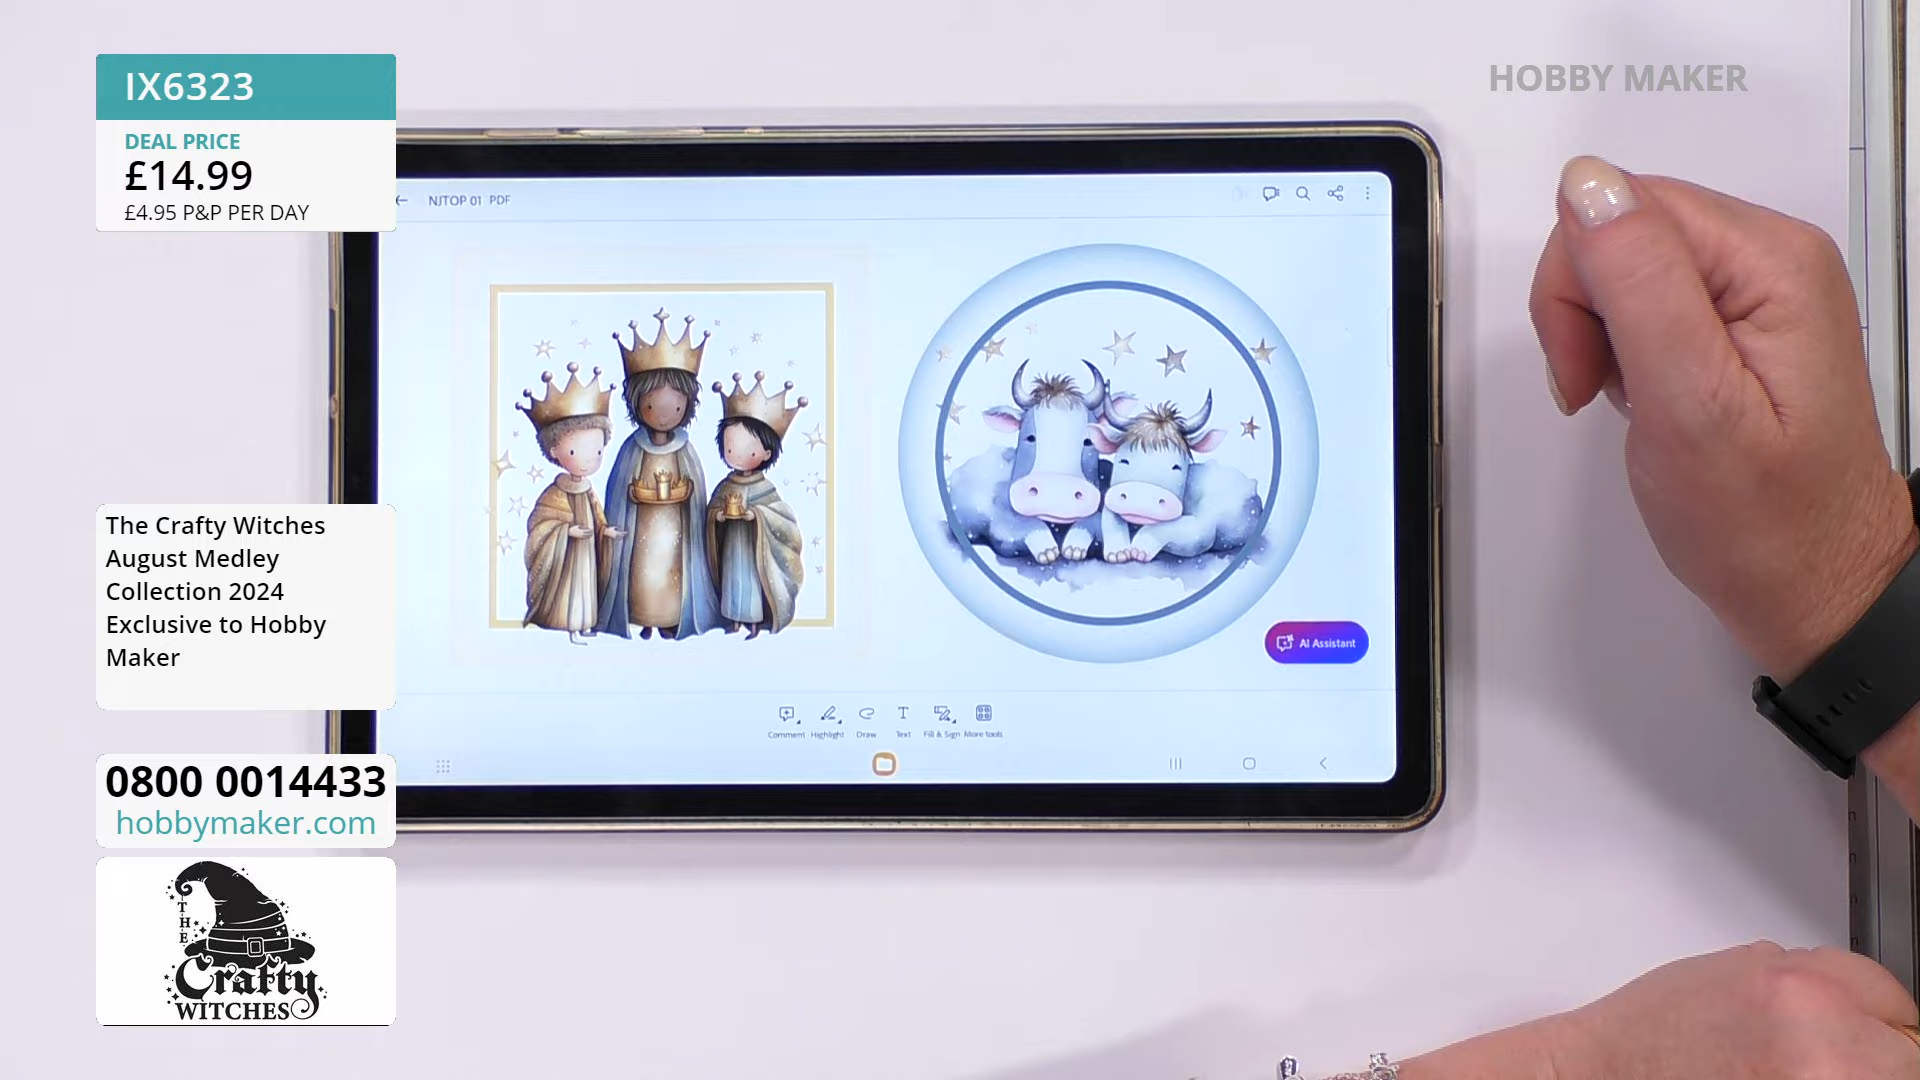 IX6323
DEAL PRICE
£14.99
£4.95 P&P PER DAY
HOBBY MAKER
NJTOP 01 PDF
AI Assistant
Comment Highlight Draw Text Fill & Sign More tools
The Crafty Witches
August Medley
Collection 2024
Exclusive to Hobby
Maker
0800 0014433
hobbymaker.com
THE
Crafty
WITCHES